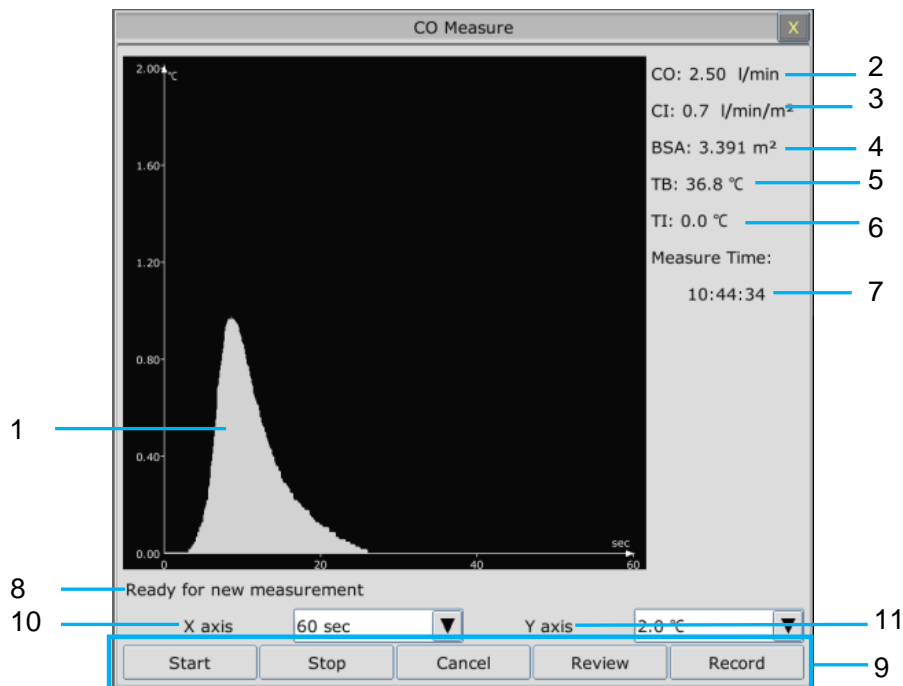 CO Measure X
2.00 ℃
CO: 2.50 l/min 2
CI: 0.7 l/min/m² 3
BSA: 3.391 m² 4
1.60
TB: 36.8 ℃ 5
TI: 0.0 ℃ 6
1.20
Measure Time:
10:44:34 7
0.80
1
0.40
sec
0.00
0 20 40 60
8 Ready for new measurement
10 X axis 60 sec ▼ Y axis 2.0 ℃ ▼ 11
Start Stop Cancel Review Record 9